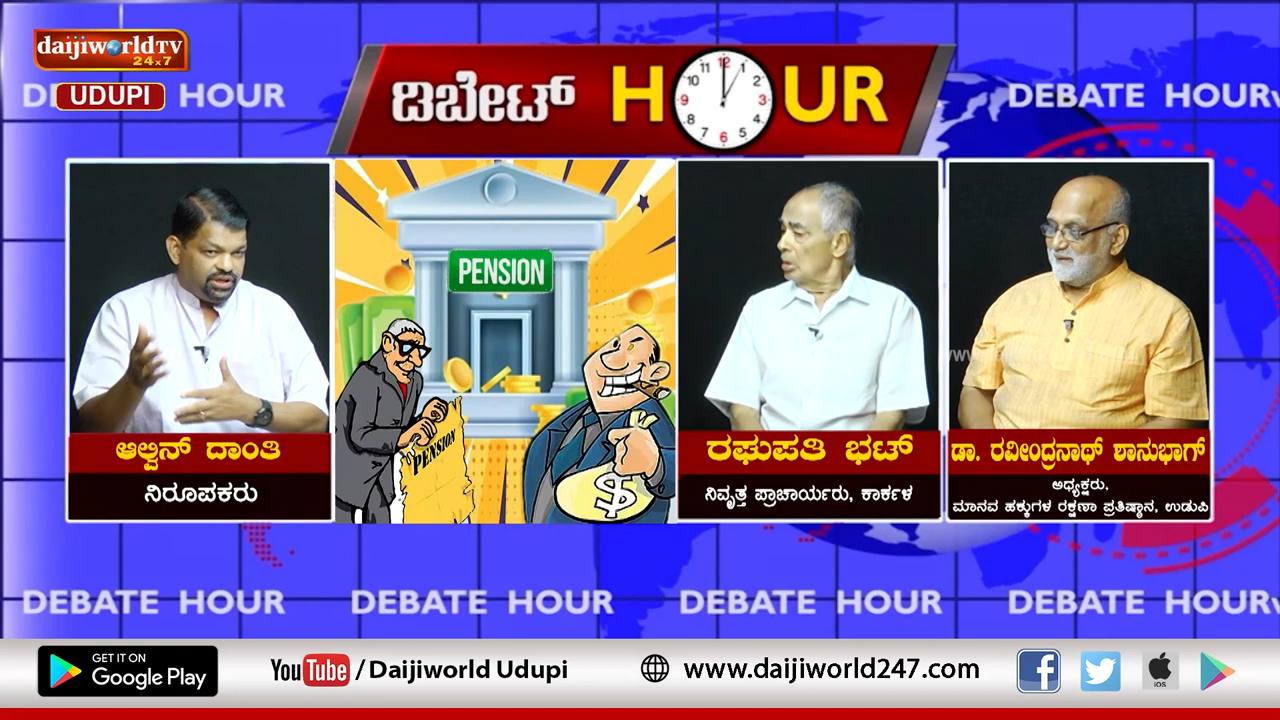 daijiworldTV
24x7
UDUPI
HOUR
ದಿಬೇಟ್ HOUR
DEBATE HOUR
PENSION
PENSION
$
ಆಲ್ವಿನ್ ದಾಂತಿ
ನಿರೂಪಕರು
ರಘುಪತಿ ಭಟ್
ನಿವೃತ್ತ ಪ್ರಾಚಾರ್ಯರು, ಕಾರ್ಕಳ
ಡಾ. ರವೀಂದ್ರನಾಥ್ ಶಾನುಭಾಗ್
ಅಧ್ಯಕ್ಷರು,
ಮಾನವ ಹಕ್ಕುಗಳ ರಕ್ಷಣಾ ಪ್ರತಿಷ್ಠಾನ, ಉಡುಪಿ
DEBATE HOUR DEBATE HOUR DEBATE HOUR DEBATE HOUR
GET IT ON
Google Play
YouTube / Daijiworld Udupi
www.daijiworld247.com
iOS